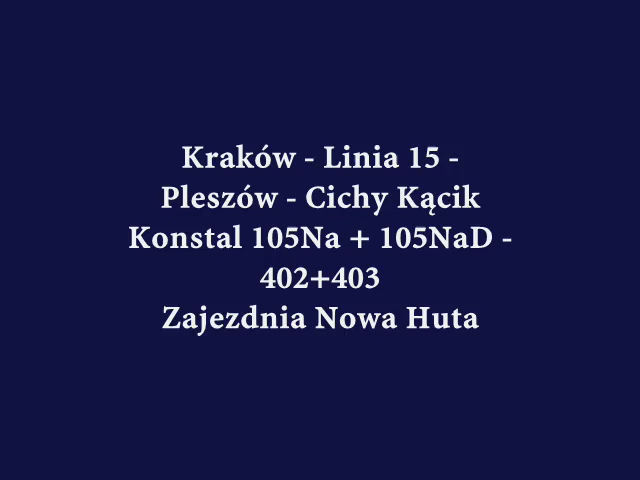 Kraków - Linia 15 -
Pleszów - Cichy Kącik
Konstal 105Na + 105NaD -
402+403
Zajezdnia Nowa Huta